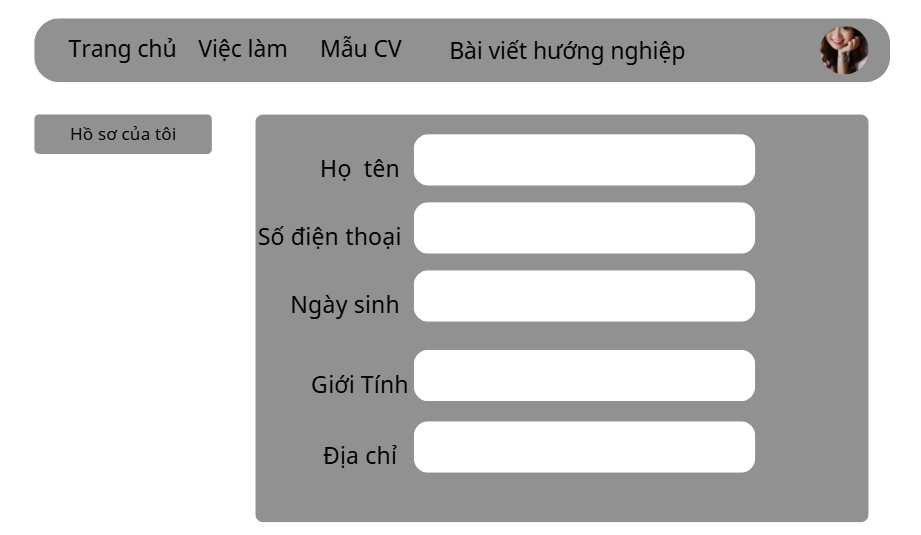 Trang chủ Việc làm Mẫu CV Bài viết hướng nghiệp
Hồ sơ của tôi
Họ tên
Số điện thoại
Ngày sinh
Giới Tính
Địa chỉ